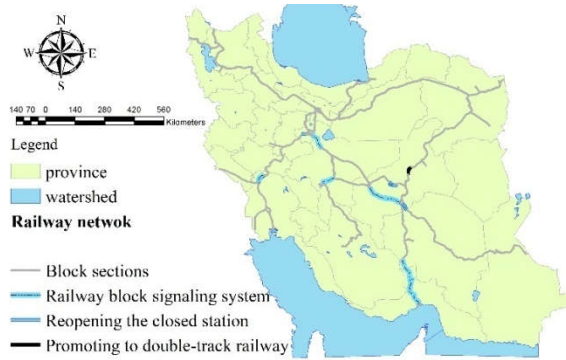 N
W E
S
140 70 0 140 280 420 560
Kilometers
Legend
province
watershed
Railway netwok
Block sections
Railway block signaling system
Reopening the closed station
Promoting to double-track railway